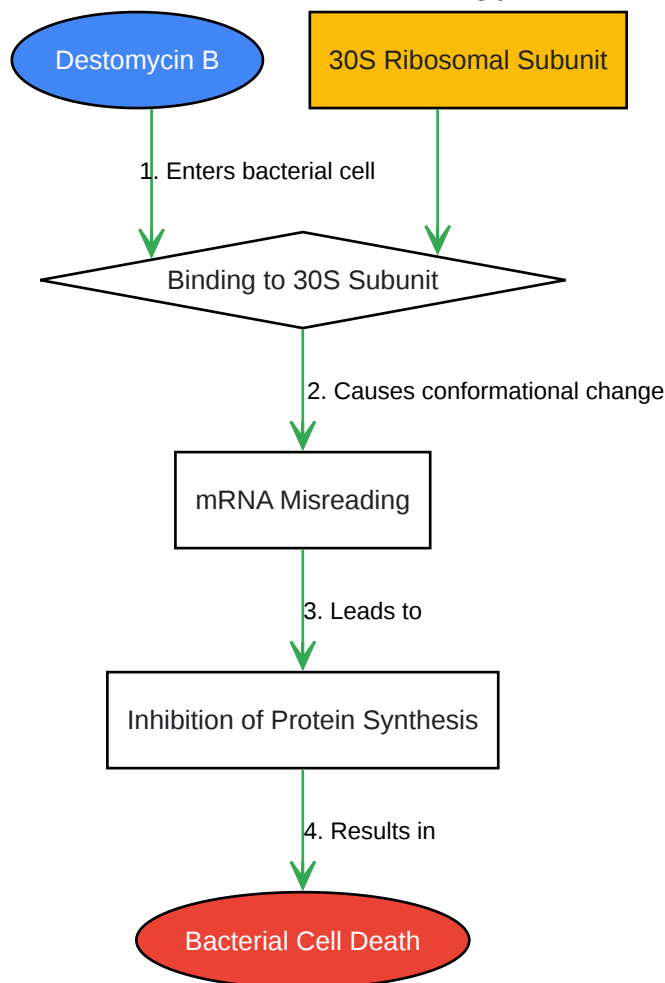 Destomycin B
30S Ribosomal Subunit
1. Enters bacterial cell
Binding to 30S Subunit
2. Causes conformational change
mRNA Misreading
3. Leads to
Inhibition of Protein Synthesis
4. Results in
Bacterial Cell Death